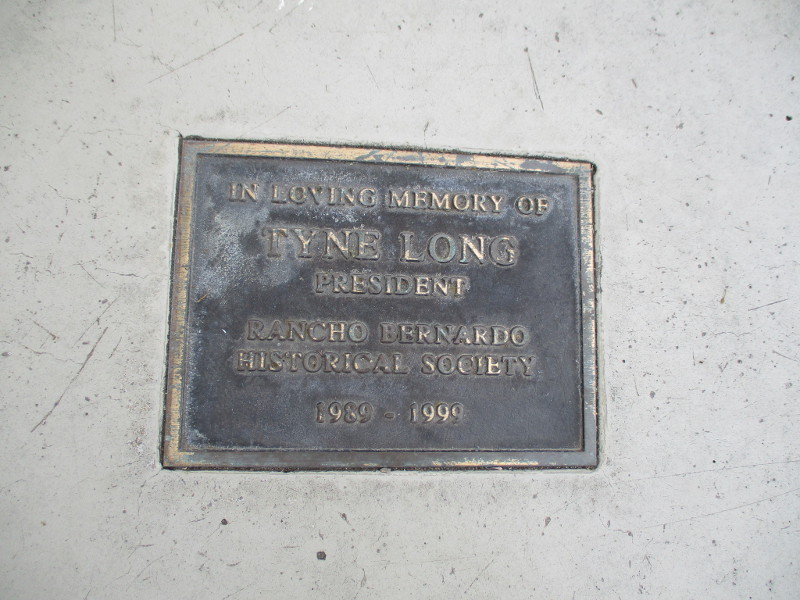 IN LOVING MEMORY OF
TYNE LONG
PRESIDENT
RANCHO BERNARDO
HISTORICAL SOCIETY
1989 - 1999